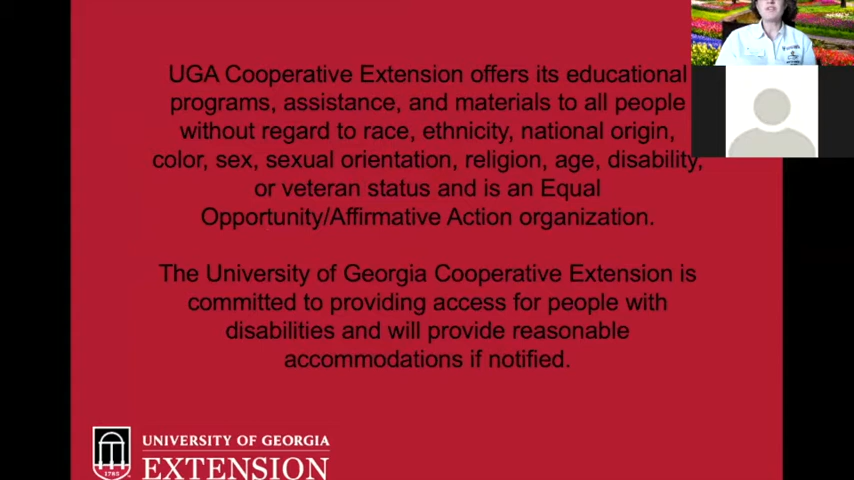 UGA Cooperative Extension offers its educational
programs, assistance, and materials to all people
without regard to race, ethnicity, national origin,
color, sex, sexual orientation, religion, age, disability,
or veteran status and is an Equal
Opportunity/Affirmative Action organization.
The University of Georgia Cooperative Extension is
committed to providing access for people with
disabilities and will provide reasonable
accommodations if notified.
1785
UNIVERSITY OF GEORGIA
EXTENSION